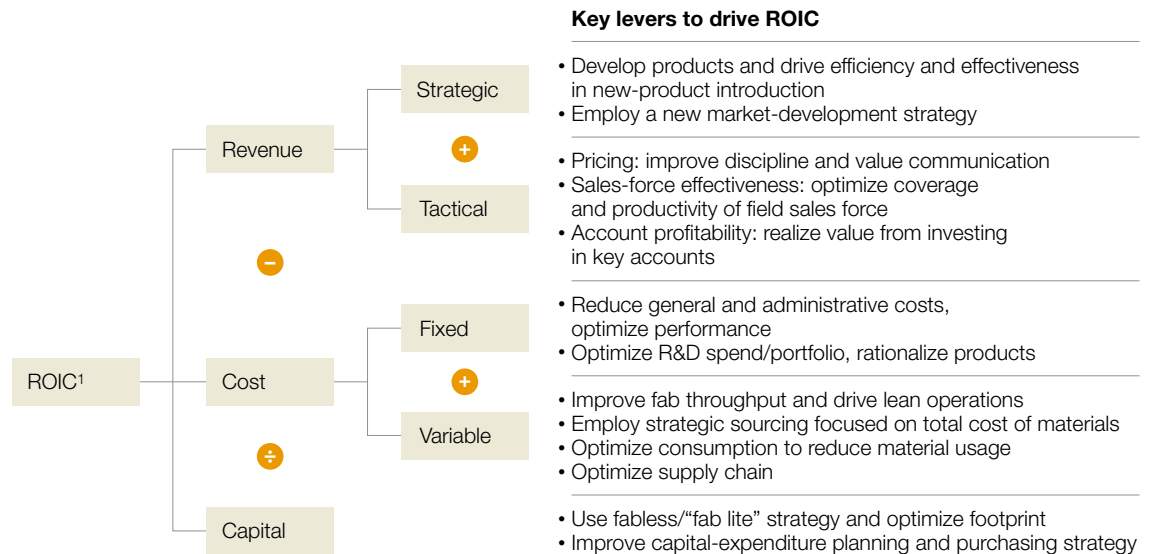 Key levers to drive ROIC
Strategic
• Develop products and drive efficiency and effectiveness
in new-product introduction
• Employ a new market-development strategy
Revenue
+
Tactical
• Pricing: improve discipline and value communication
• Sales-force effectiveness: optimize coverage
and productivity of field sales force
• Account profitability: realize value from investing
in key accounts
−
Fixed
• Reduce general and administrative costs,
optimize performance
• Optimize R&D spend/portfolio, rationalize products
ROIC¹
Cost
+
Variable
• Improve fab throughput and drive lean operations
• Employ strategic sourcing focused on total cost of materials
• Optimize consumption to reduce material usage
• Optimize supply chain
÷
Capital
• Use fabless/“fab lite” strategy and optimize footprint
• Improve capital-expenditure planning and purchasing strategy